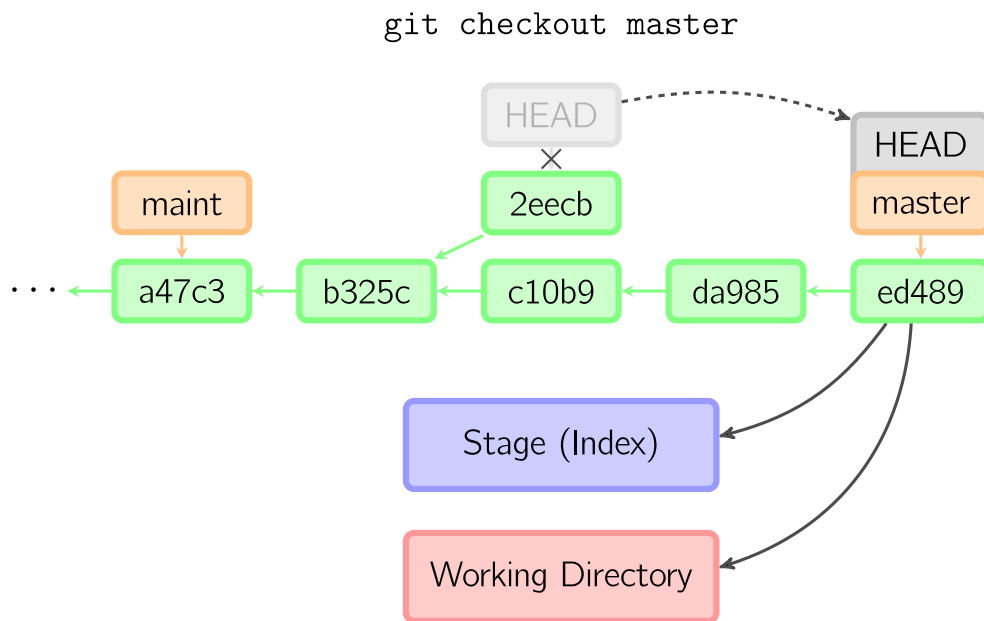 git checkout master
HEAD
HEAD
maint
2eecb
master
...
a47c3
b325c
c10b9
da985
ed489
Stage (Index)
Working Directory